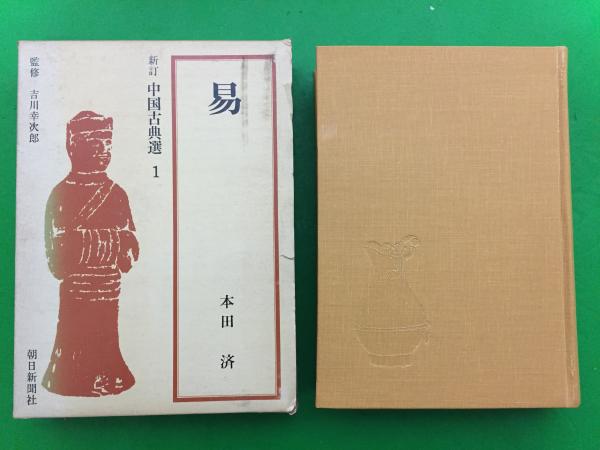 易
本田 済
新訂 中国古典選 1
監修 吉川幸次郎
朝日新聞社